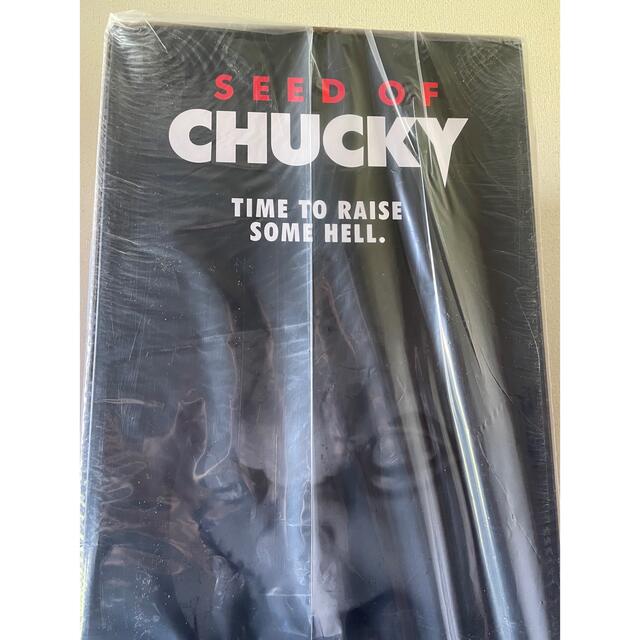 SEED OF
CHUCKY
TIME TO RAISE
SOME HELL.